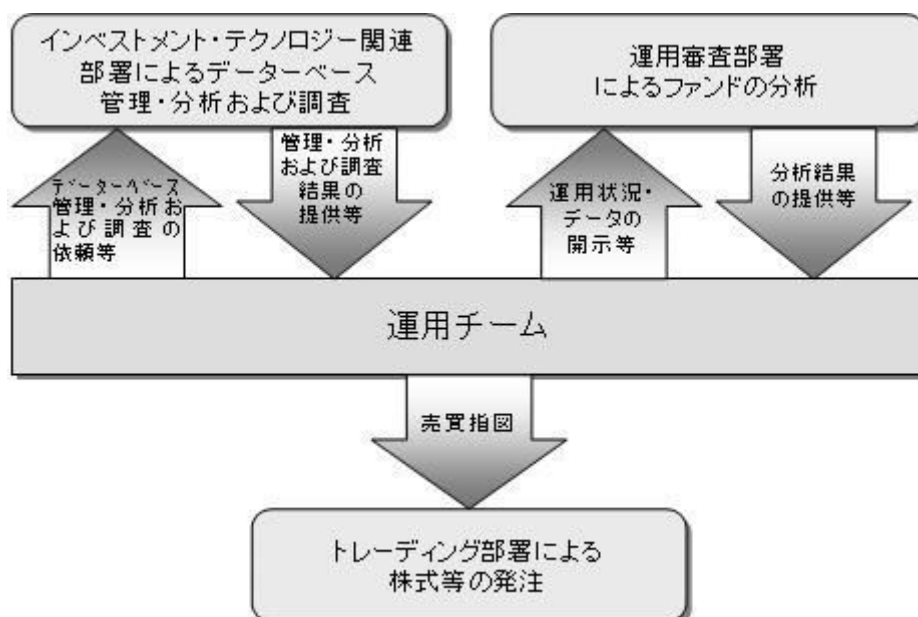 インベストメント・テクノロジー関連
部署によるデーターベース
管理・分析および調査
運用審査部署
によるファンドの分析
データーベース
管理・分析お
よび調査の
依頼等
管理・分析
および調査
結果の
提供等
運用状況・
データの
開示等
分析結果
の提供等
運用チーム
売買指図
トレーディング部署による
株式等の発注